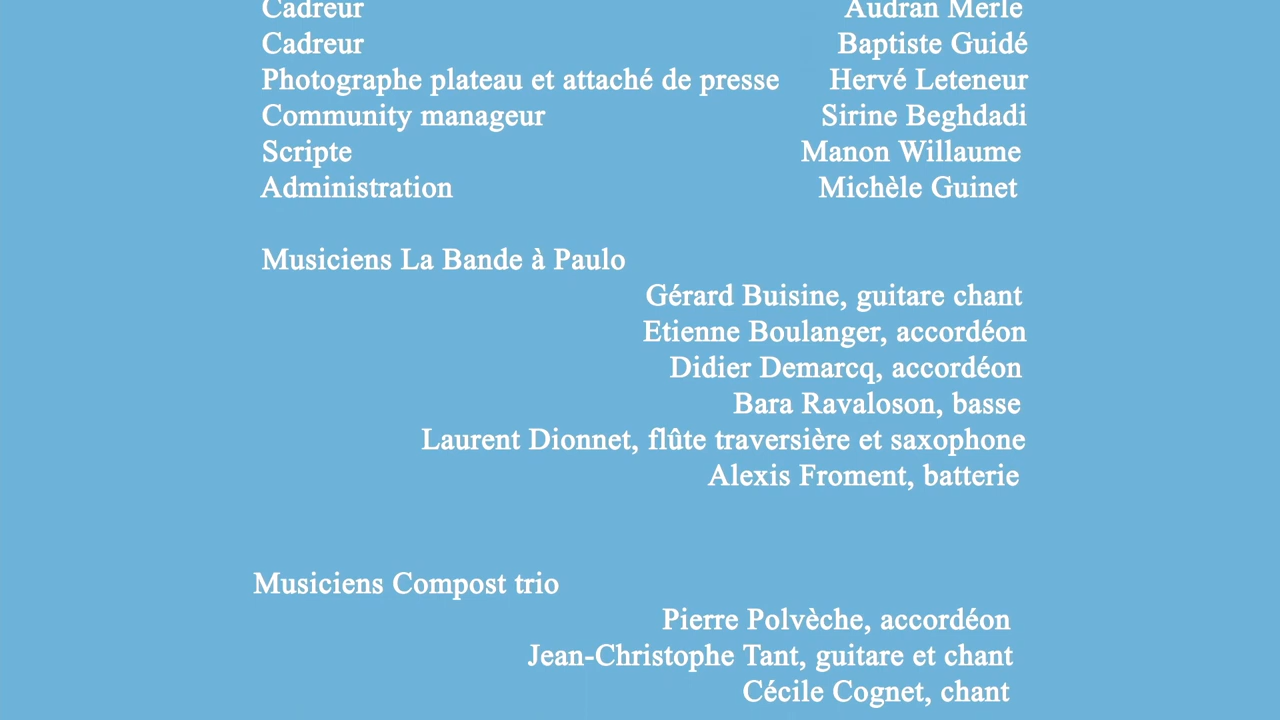 Cadreur Audran Merle
Cadreur Baptiste Guidé
Photographe plateau et attaché de presse Hervé Leteneur
Community manageur Sirine Beghdadi
Scripte Manon Willaume
Administration Michèle Guinet
Musiciens La Bande à Paulo
Gérard Buisine, guitare chant
Etienne Boulanger, accordéon
Didier Demarcq, accordéon
Bara Ravaloson, basse
Laurent Dionnet, flûte traversière et saxophone
Alexis Froment, batterie
Musiciens Compost trio
Pierre Polvèche, accordéon
Jean-Christophe Tant, guitare et chant
Cécile Cognet, chant